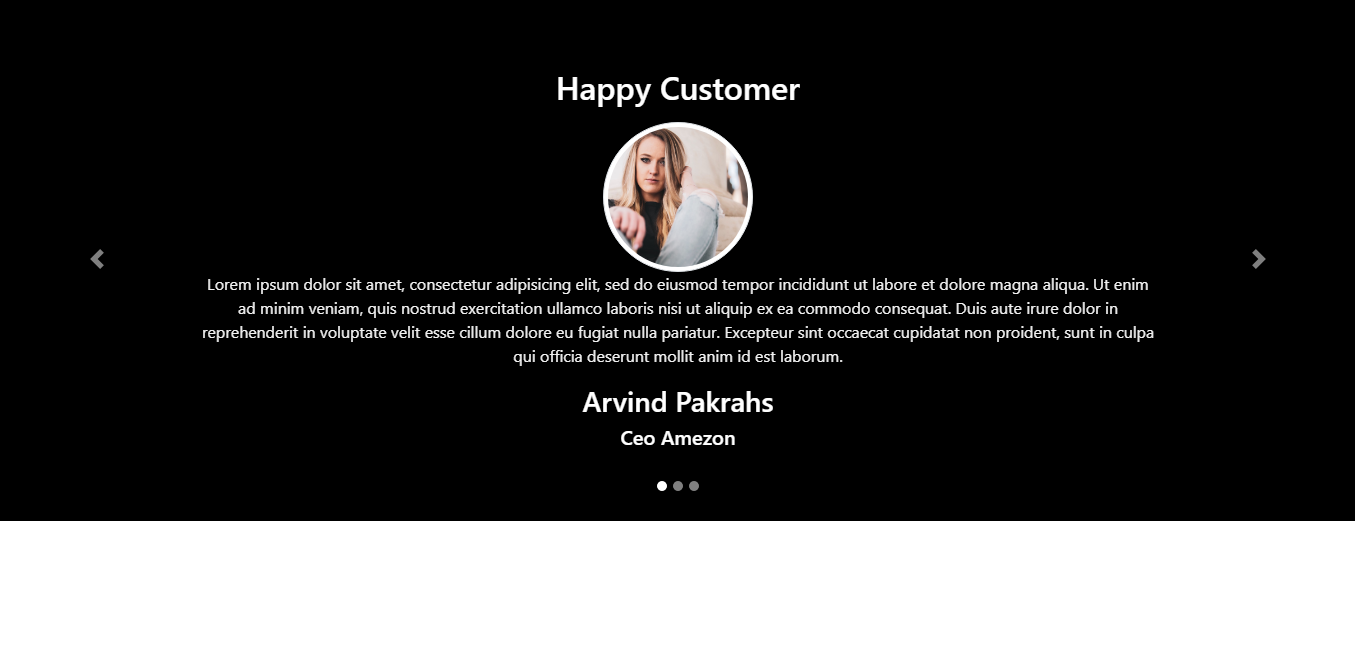 Happy Customer
Lorem ipsum dolor sit amet, consectetur adipisicing elit, sed do eiusmod tempor incididunt ut labore et dolore magna aliqua. Ut enim
ad minim veniam, quis nostrud exercitation ullamco laboris nisi ut aliquip ex ea commodo consequat. Duis aute irure dolor in
reprehenderit in voluptate velit esse cillum dolore eu fugiat nulla pariatur. Excepteur sint occaecat cupidatat non proident, sunt in culpa
qui officia deserunt mollit anim id est laborum.
Arvind Pakrahs
Ceo Amezon